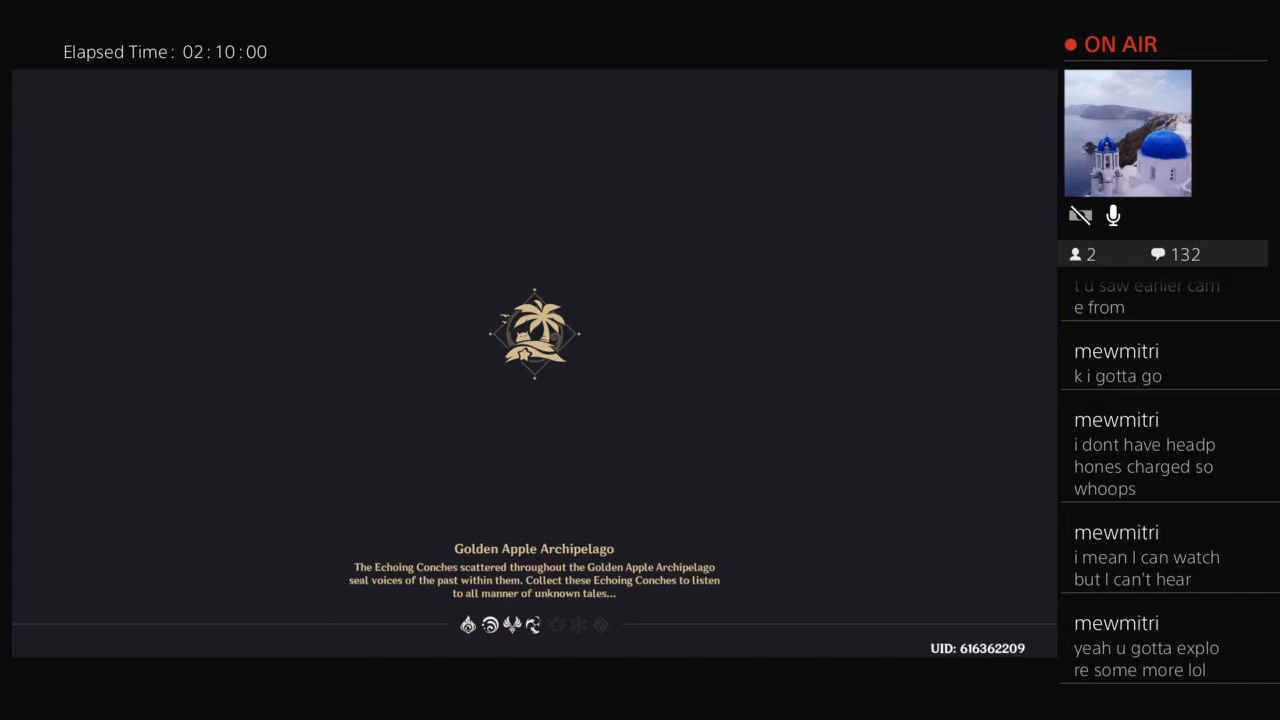 Elapsed Time: 02:10:00
ON AIR
2 132
t u saw earlier cam
e from
mewmitri
k i gotta go
mewmitri
i dont have headp
hones charged so
whoops
mewmitri
i mean I can watch
but I can't hear
mewmitri
yeah u gotta explo
re some more lol
Golden Apple Archipelago
The Echoing Conches scattered throughout the Golden Apple Archipelago
seal voices of the past within them. Collect these Echoing Conches to listen
to all manner of unknown tales...
UID: 616362209